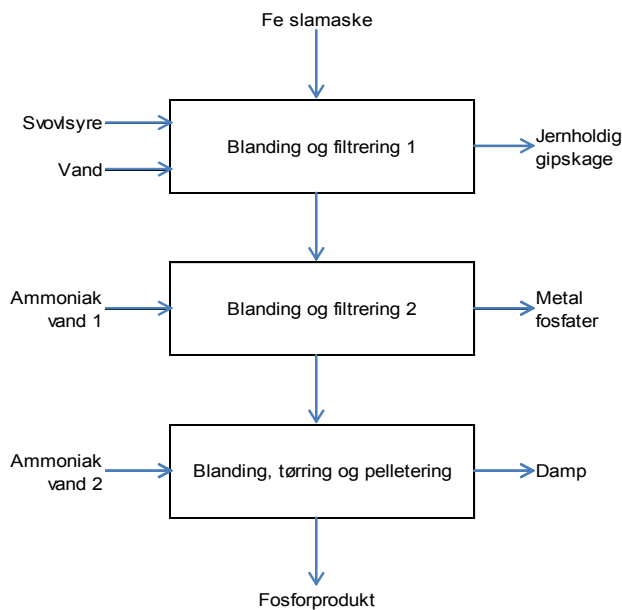 Fe slamaske
Svovlsyre
Vand
Blanding og filtrering 1
Jernholdig
gipskage
Ammoniak
vand 1
Blanding og filtrering 2
Metal
fosfater
Ammoniak
vand 2
Blanding, tørring og pelletering
Damp
Fosforprodukt